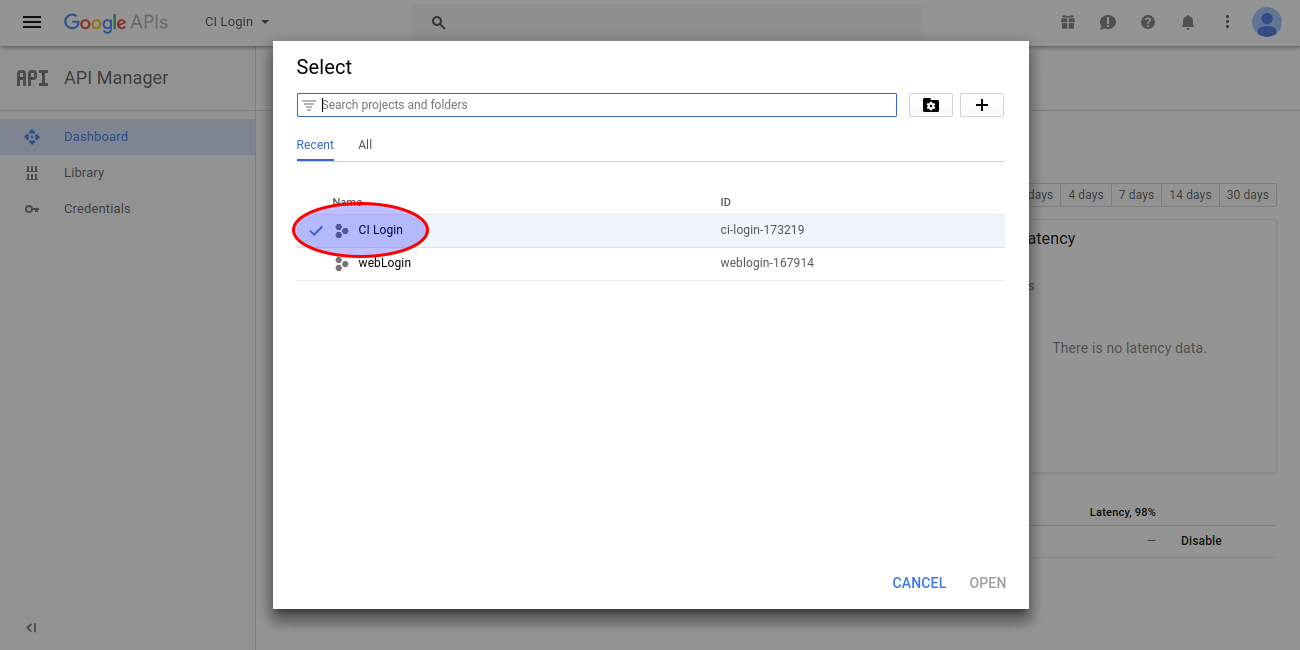 Google APIs CI Login
API API Manager
Dashboard
Library
Credentials
Select
Search projects and folders
Recent All
Name ID
CI Login ci-login-173219
webLogin weblogin-167914
CANCEL OPEN
days 4 days 7 days 14 days 30 days
atency
s
There is no latency data.
Latency, 98%
— Disable